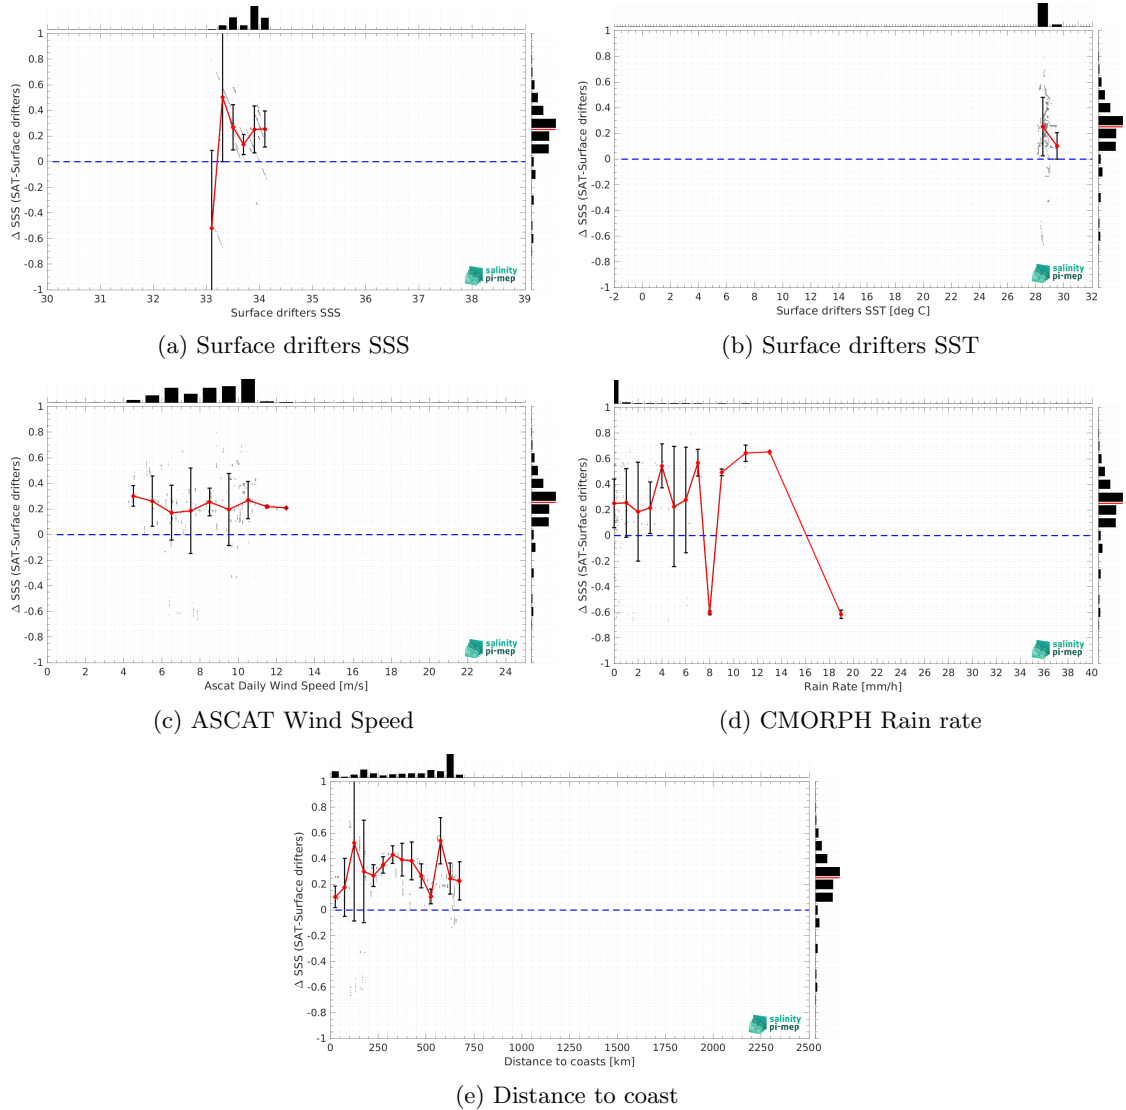 1
0.8
0.6
0.4
0.2
0
-0.2
-0.4
-0.6
-0.8
-1
Δ SSS (SAT-Surface drifters)
salinity
pi-mep
30 31 32 33 34 35 36 37 38 39
Surface drifters SSS
(a) Surface drifters SSS
1
0.8
0.6
0.4
0.2
0
-0.2
-0.4
-0.6
-0.8
-1
Δ SSS (SAT-Surface drifters)
salinity
pi-mep
-2 0 2 4 6 8 10 12 14 16 18 20 22 24 26 28 30 32
Surface drifters SST [deg C]
(b) Surface drifters SST
1
0.8
0.6
0.4
0.2
0
-0.2
-0.4
-0.6
-0.8
-1
Δ SSS (SAT-Surface drifters)
salinity
pi-mep
0 2 4 6 8 10 12 14 16 18 20 22 24
Ascat Daily Wind Speed [m/s]
(c) ASCAT Wind Speed
1
0.8
0.6
0.4
0.2
0
-0.2
-0.4
-0.6
-0.8
-1
Δ SSS (SAT-Surface drifters)
salinity
pi-mep
0 2 4 6 8 10 12 14 16 18 20 22 24 26 28 30 32 34 36 38 40
Rain Rate [mm/h]
(d) CMORPH Rain rate
1
0.8
0.6
0.4
0.2
0
-0.2
-0.4
-0.6
-0.8
-1
Δ SSS (SAT-Surface drifters)
salinity
pi-mep
0 250 500 750 1000 1250 1500 1750 2000 2250 2500
Distance to coasts [km]
(e) Distance to coast